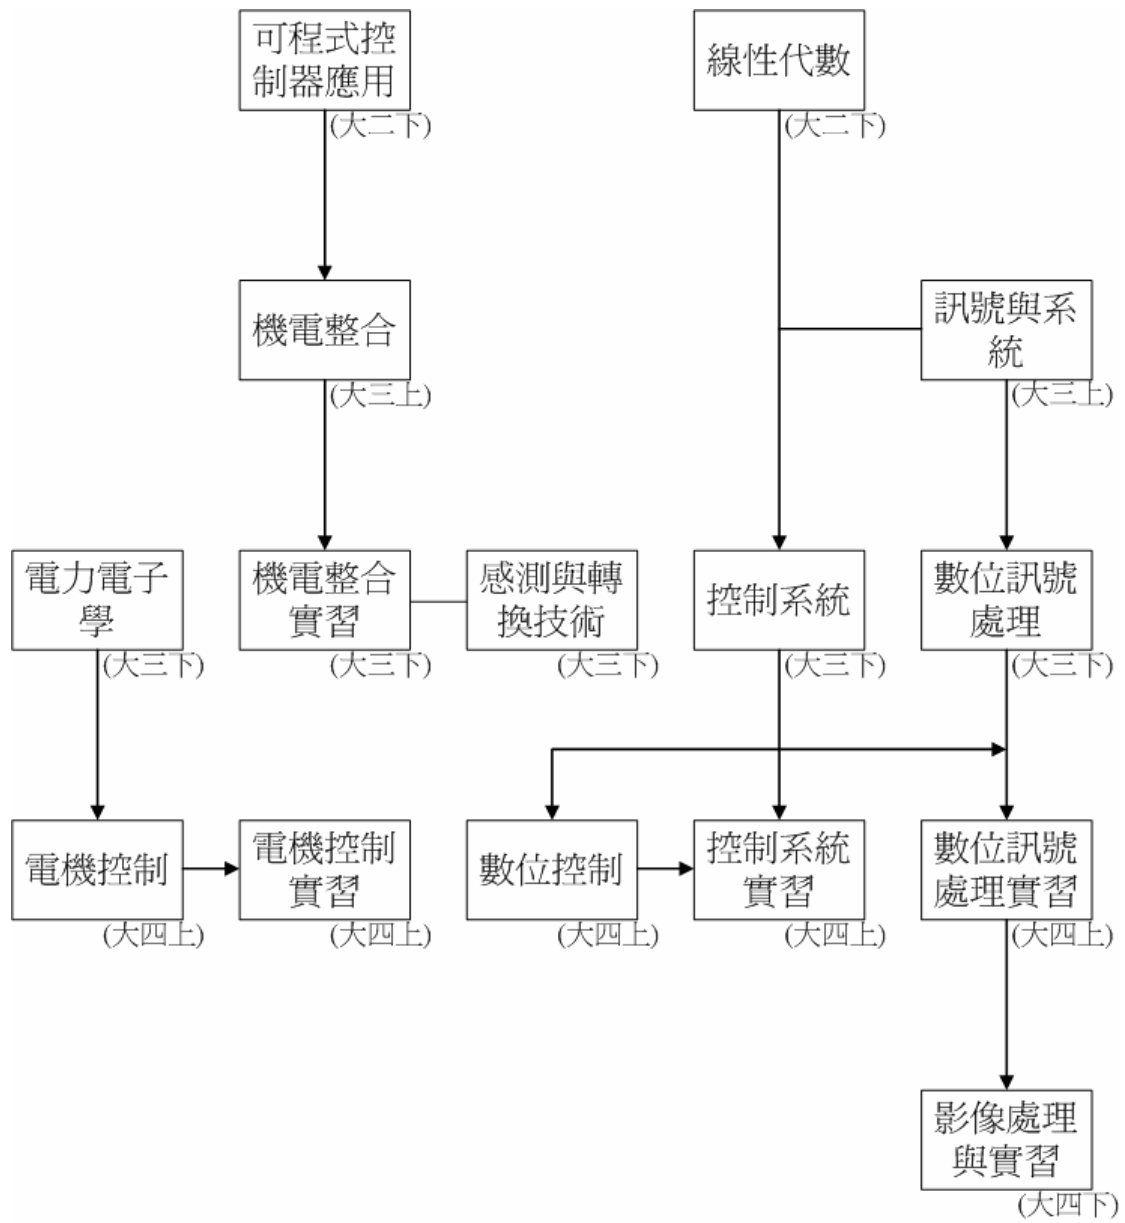 可程式控
制器應用
(大二下)
線性代數
(大二下)
機電整合
(大三上)
訊號與系
統
(大三上)
電力電子
學
(大三下)
機電整合
實習
(大三下)
感測與轉
換技術
(大三下)
控制系統
(大三下)
數位訊號
處理
(大三下)
電機控制
(大四上)
電機控制
實習
(大四上)
數位控制
(大四上)
控制系統
實習
(大四上)
數位訊號
處理實習
(大四上)
影像處理
與實習
(大四下)